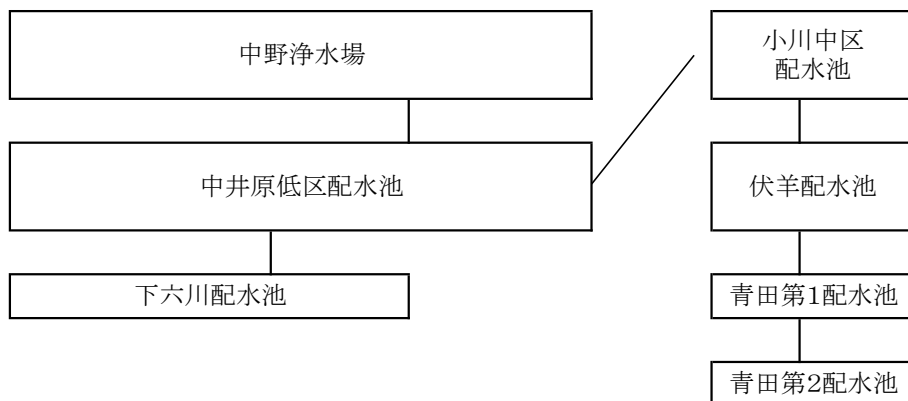 中野浄水場
小川中区
配水池
中井原低区配水池
伏羊配水池
下六川配水池
青田第1配水池
青田第2配水池